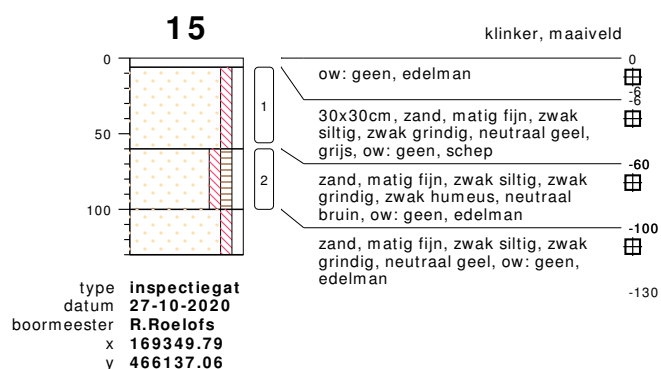 15
klinker, maaiveld
0
0
ow: geen, edelman
-6
-6
1
30x30cm, zand, matig fijn, zwak
siltig, zwak grindig, neutraal geel,
grijs, ow: geen, schep
50
-60
2
zand, matig fijn, zwak siltig, zwak
grindig, zwak humeus, neutraal
bruin, ow: geen, edelman
100
-100
zand, matig fijn, zwak siltig, zwak
grindig, neutraal geel, ow: geen,
edelman
-130
type inspectiegat
datum 27-10-2020
boormeester R.Roelofs
x 169349.79
y 466137.06